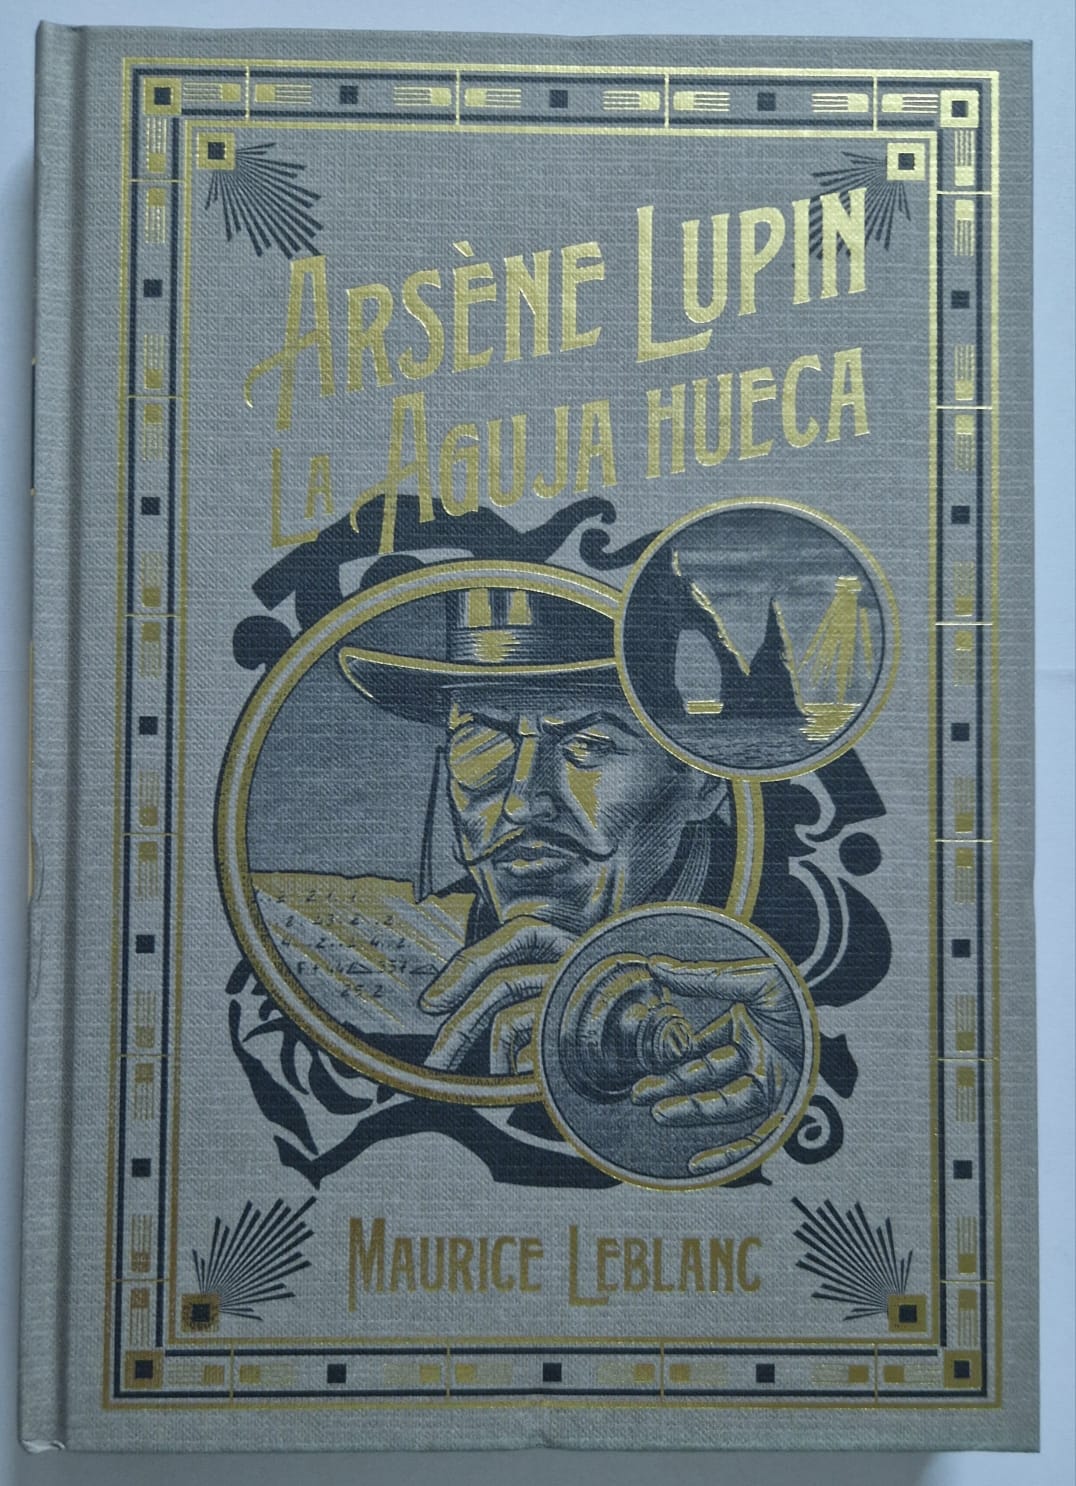 ARSÈNE LUPIN
LA AGUJA HUECA
MAURICE LEBLANC